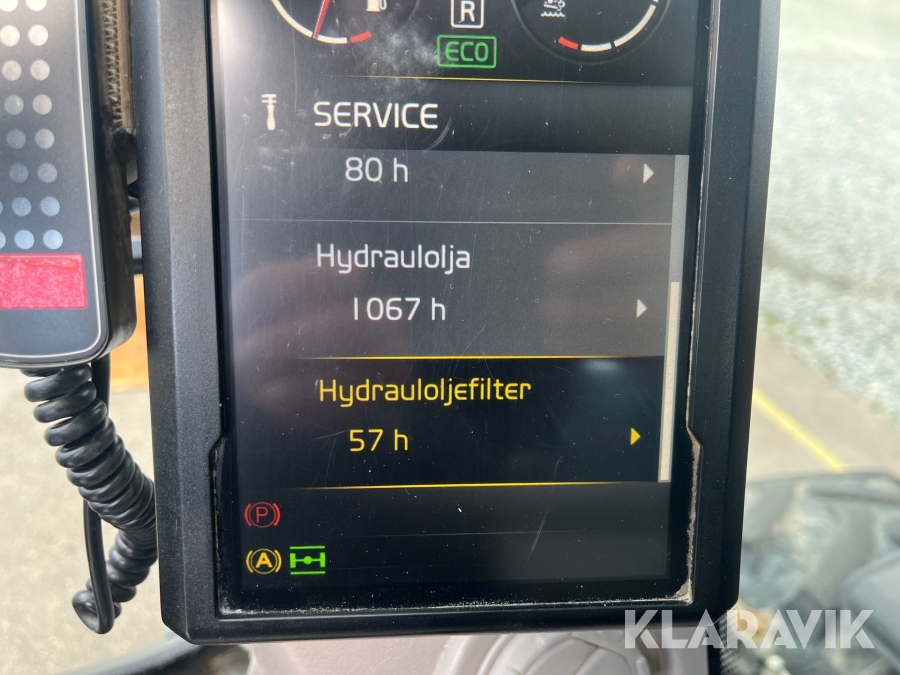 R
ECO
SERVICE
80 h
Hydraulolja
1067 h
Hydrauloljefilter
57 h
P
A
KLARAVIK